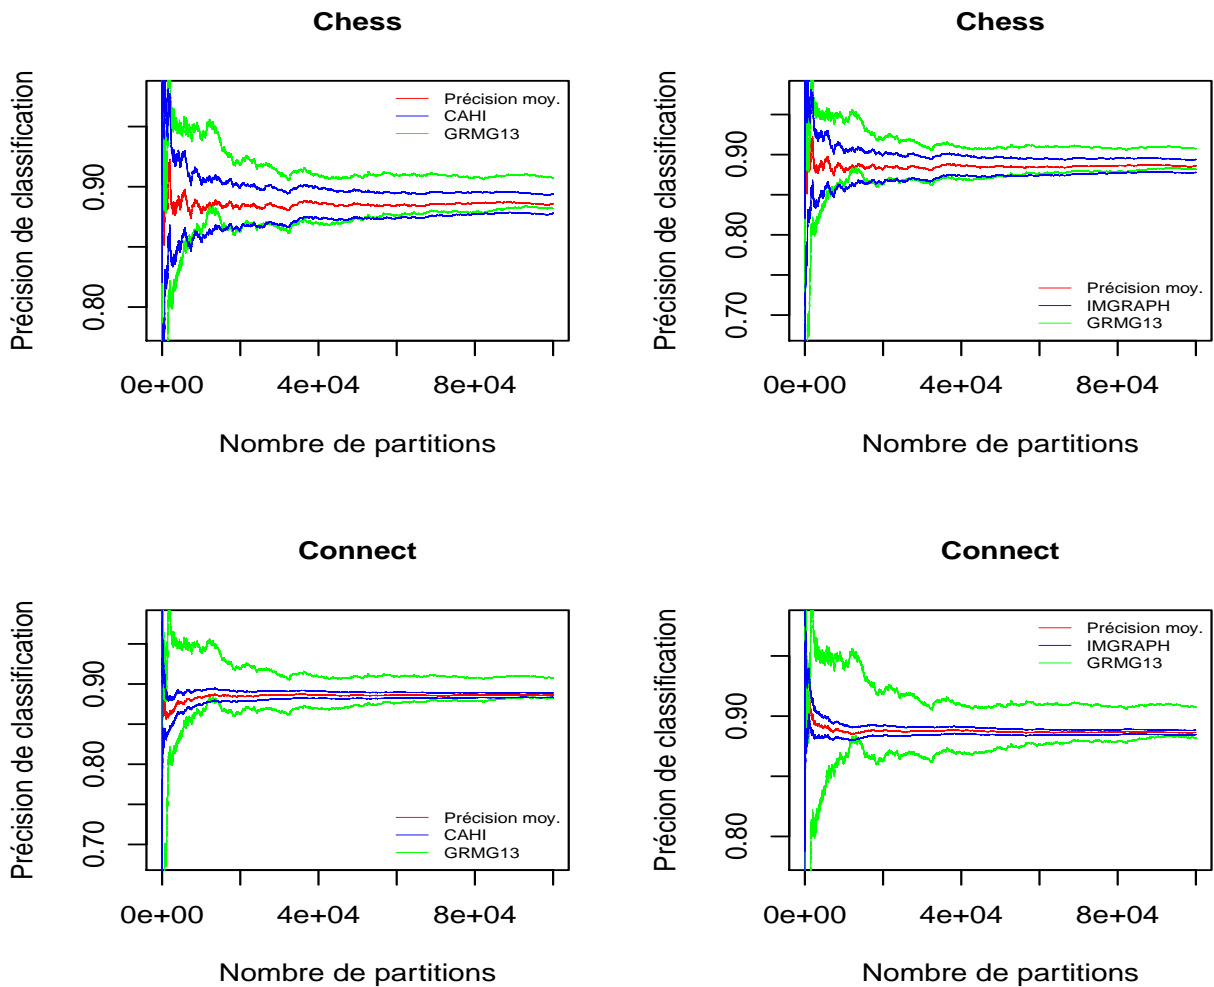 Chess
Précision de classification
0.90
0.80
Précision moy.
CAHI
GRMG13
0e+00
4e+04
8e+04
Nombre de partitions
Chess
Précision de classification
0.90
0.80
0.70
Précision moy.
IMGRAPH
GRMG13
0e+00
4e+04
8e+04
Nombre de partitions
Connect
Précision de classification
0.90
0.80
0.70
Précision moy.
CAHI
GRMG13
0e+00
4e+04
8e+04
Nombre de partitions
Connect
Précion de classification
0.90
0.80
Précision moy.
IMGRAPH
GRMG13
0e+00
4e+04
8e+04
Nombre de partitions